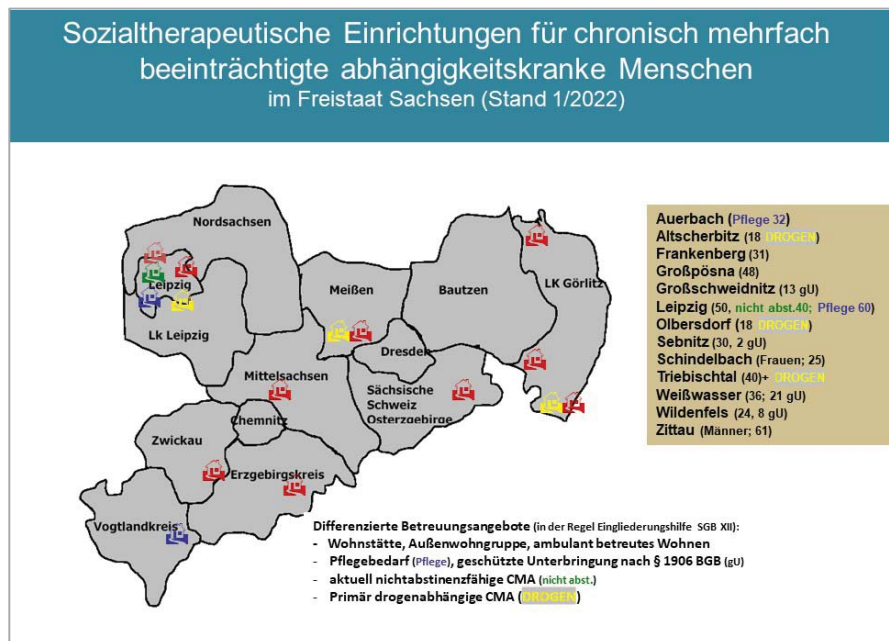 Sozialtherapeutische Einrichtungen für chronisch mehrfach
beeinträchtigte abhängigkeitskranke Menschen
im Freistaat Sachsen (Stand 1/2022)
Nordsachsen
Leipzig
Lk Leipzig
Meißen
Bautzen
LK Görlitz
Dresden
Mittelsachsen
Sächsische
Schweiz
Osterzgebirge
Chemnitz
Zwickau
Erzgebirgskreis
Vogtlandkreis
Auerbach (Pflege 32)
Altscherbitz (18 DROGEN)
Frankenberg (31)
Großpösna (48)
Großschweidnitz (13 gU)
Leipzig (50, nicht abst.40; Pflege 60)
Olbersdorf (18 DROGEN)
Sebnitz (30, 2 gU)
Schindelbach (Frauen; 25)
Triebischtal (40)+ DROGEN
Weißwasser (36; 21 gU)
Wildenfels (24, 8 gU)
Zittau (Männer; 61)
Differenzierte Betreuungsangebote (in der Regel Eingliederungshilfe SGB XII):
- Wohnstätte, Außenwohngruppe, ambulant betreutes Wohnen
- Pflegebedarf (Pflege), geschützte Unterbringung nach § 1906 BGB (gU)
- aktuell nichtabstinenzfähige CMA (nicht abst.)
- Primär drogenabhängige CMA (DROGEN)